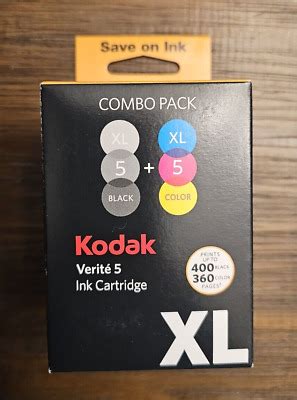 Save on Ink
COMBO PACK
XL XL
5 + 5
BLACK COLOR
Kodak
Verité 5
Ink Cartridge
PRINTS
UP TO
400 BLACK
360 COLOR
PAGES
XL